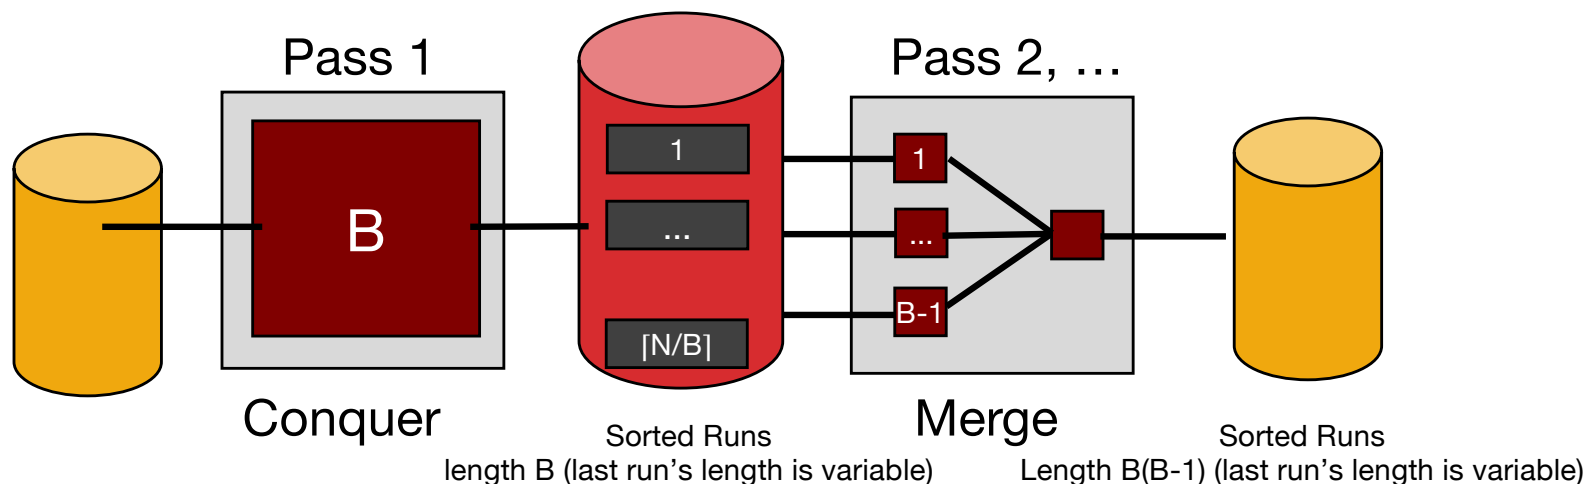 Pass 1
Pass 2, ...
B
1
...
⌈N/B⌉
1
...
B-1
Conquer
Merge
Sorted Runs
length B (last run’s length is variable)
Sorted Runs
Length B(B-1) (last run’s length is variable)